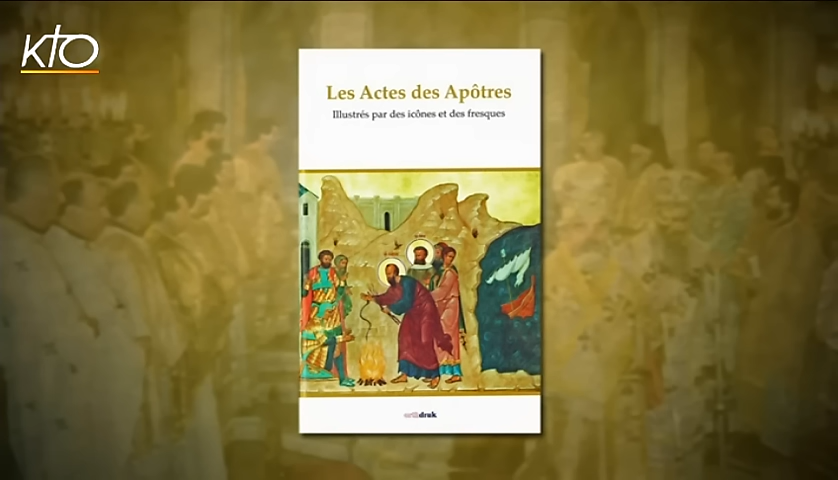 KTO
Les Actes des Apôtres
Illustrés par des icônes et des fresques
artdruk